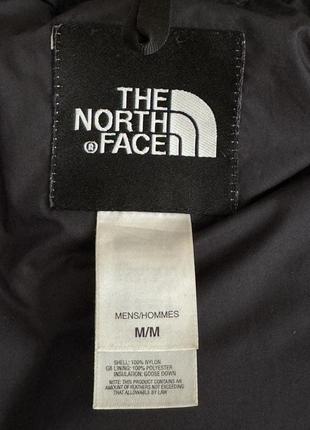 THE
NORTH
FACE
®
MENS/HOMMES
M/M
SHELL: 100% NYLON
GB LINING: 100% POLYESTER
INSULATION: GOOSE DOWN
NOTE: THIS PRODUCT CONTAINS AN
AMOUNT OF FEATHERS NOT EXCEEDING
THAT ALLOWABLE BY LAW